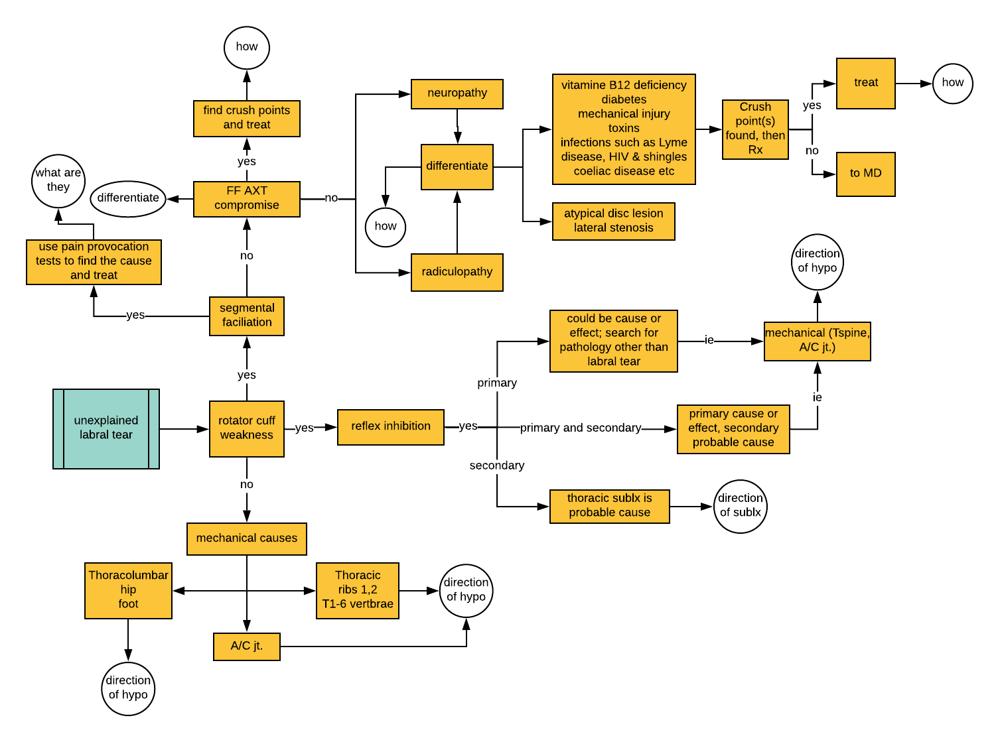 how
find crush points
and treat
yes
what are
they
differentiate
FF AXT
compromise
no
neuropathy
differentiate
how
radiculopathy
vitamine B12 deficiency
diabetes
mechanical injury
toxins
infections such as Lyme
disease, HIV & shingles
coeliac disease etc
atypical disc lesion
lateral stenosis
Crush
point(s)
found, then
Rx
yes
no
treat
how
to MD
use pain provocation
tests to find the cause
and treat
no
yes
segmental
faciliation
yes
unexplained
labral tear
rotator cuff
weakness
yes
reflex inhibition
yes
primary
primary and secondary
secondary
could be cause or
effect; search for
pathology other than
labral tear
ie
mechanical (Tspine,
A/C jt.)
direction
of hypo
primary cause or
effect, secondary
probable cause
ie
thoracic sublx is
probable cause
direction
of sublx
no
mechanical causes
Thoracolumbar
hip
foot
Thoracic
ribs 1,2
T1-6 vertbrae
direction
of hypo
A/C jt.
direction
of hypo